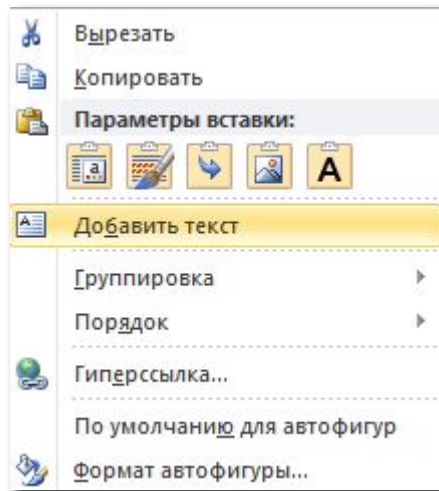 Вырезать
Копировать
Параметры вставки:
a A
Добавить текст
Группировка
Порядок
Гиперссылка...
По умолчанию для автофигур
Формат автофигуры...